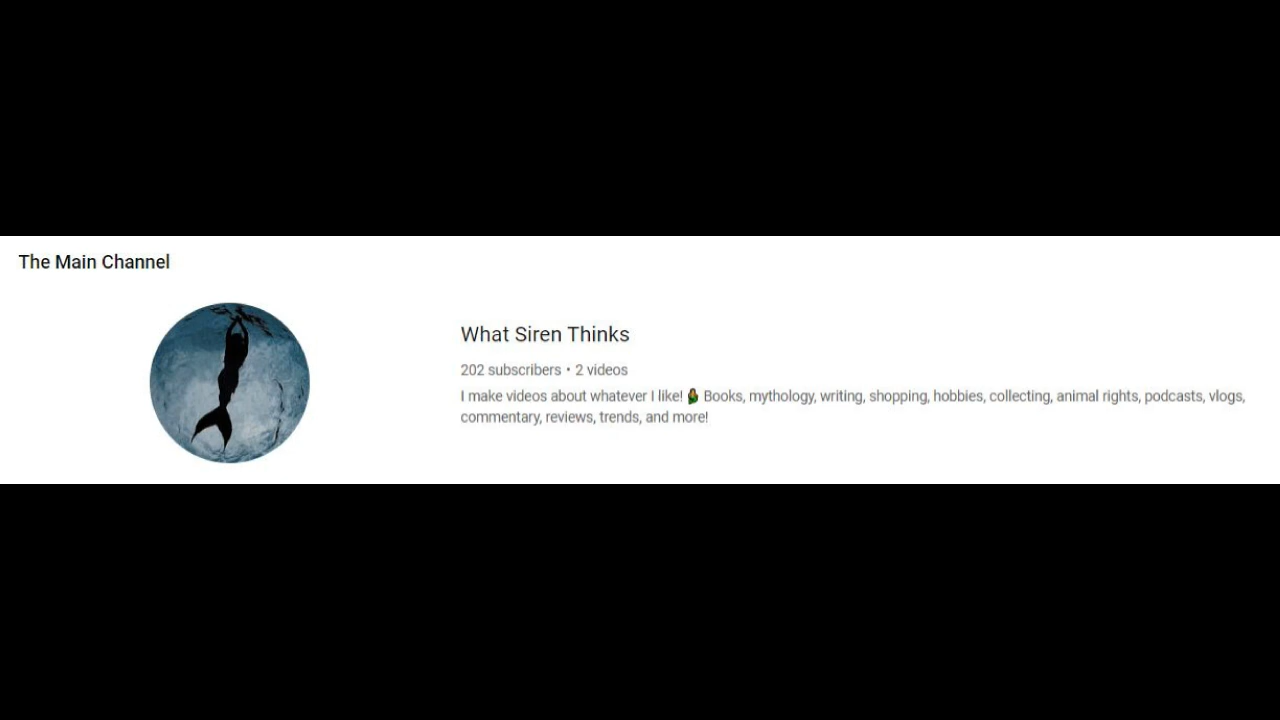 The Main Channel
What Siren Thinks
202 subscribers • 2 videos
I make videos about whatever I like! 🧜‍♀️ Books, mythology, writing, shopping, hobbies, collecting, animal rights, podcasts, vlogs,
commentary, reviews, trends, and more!